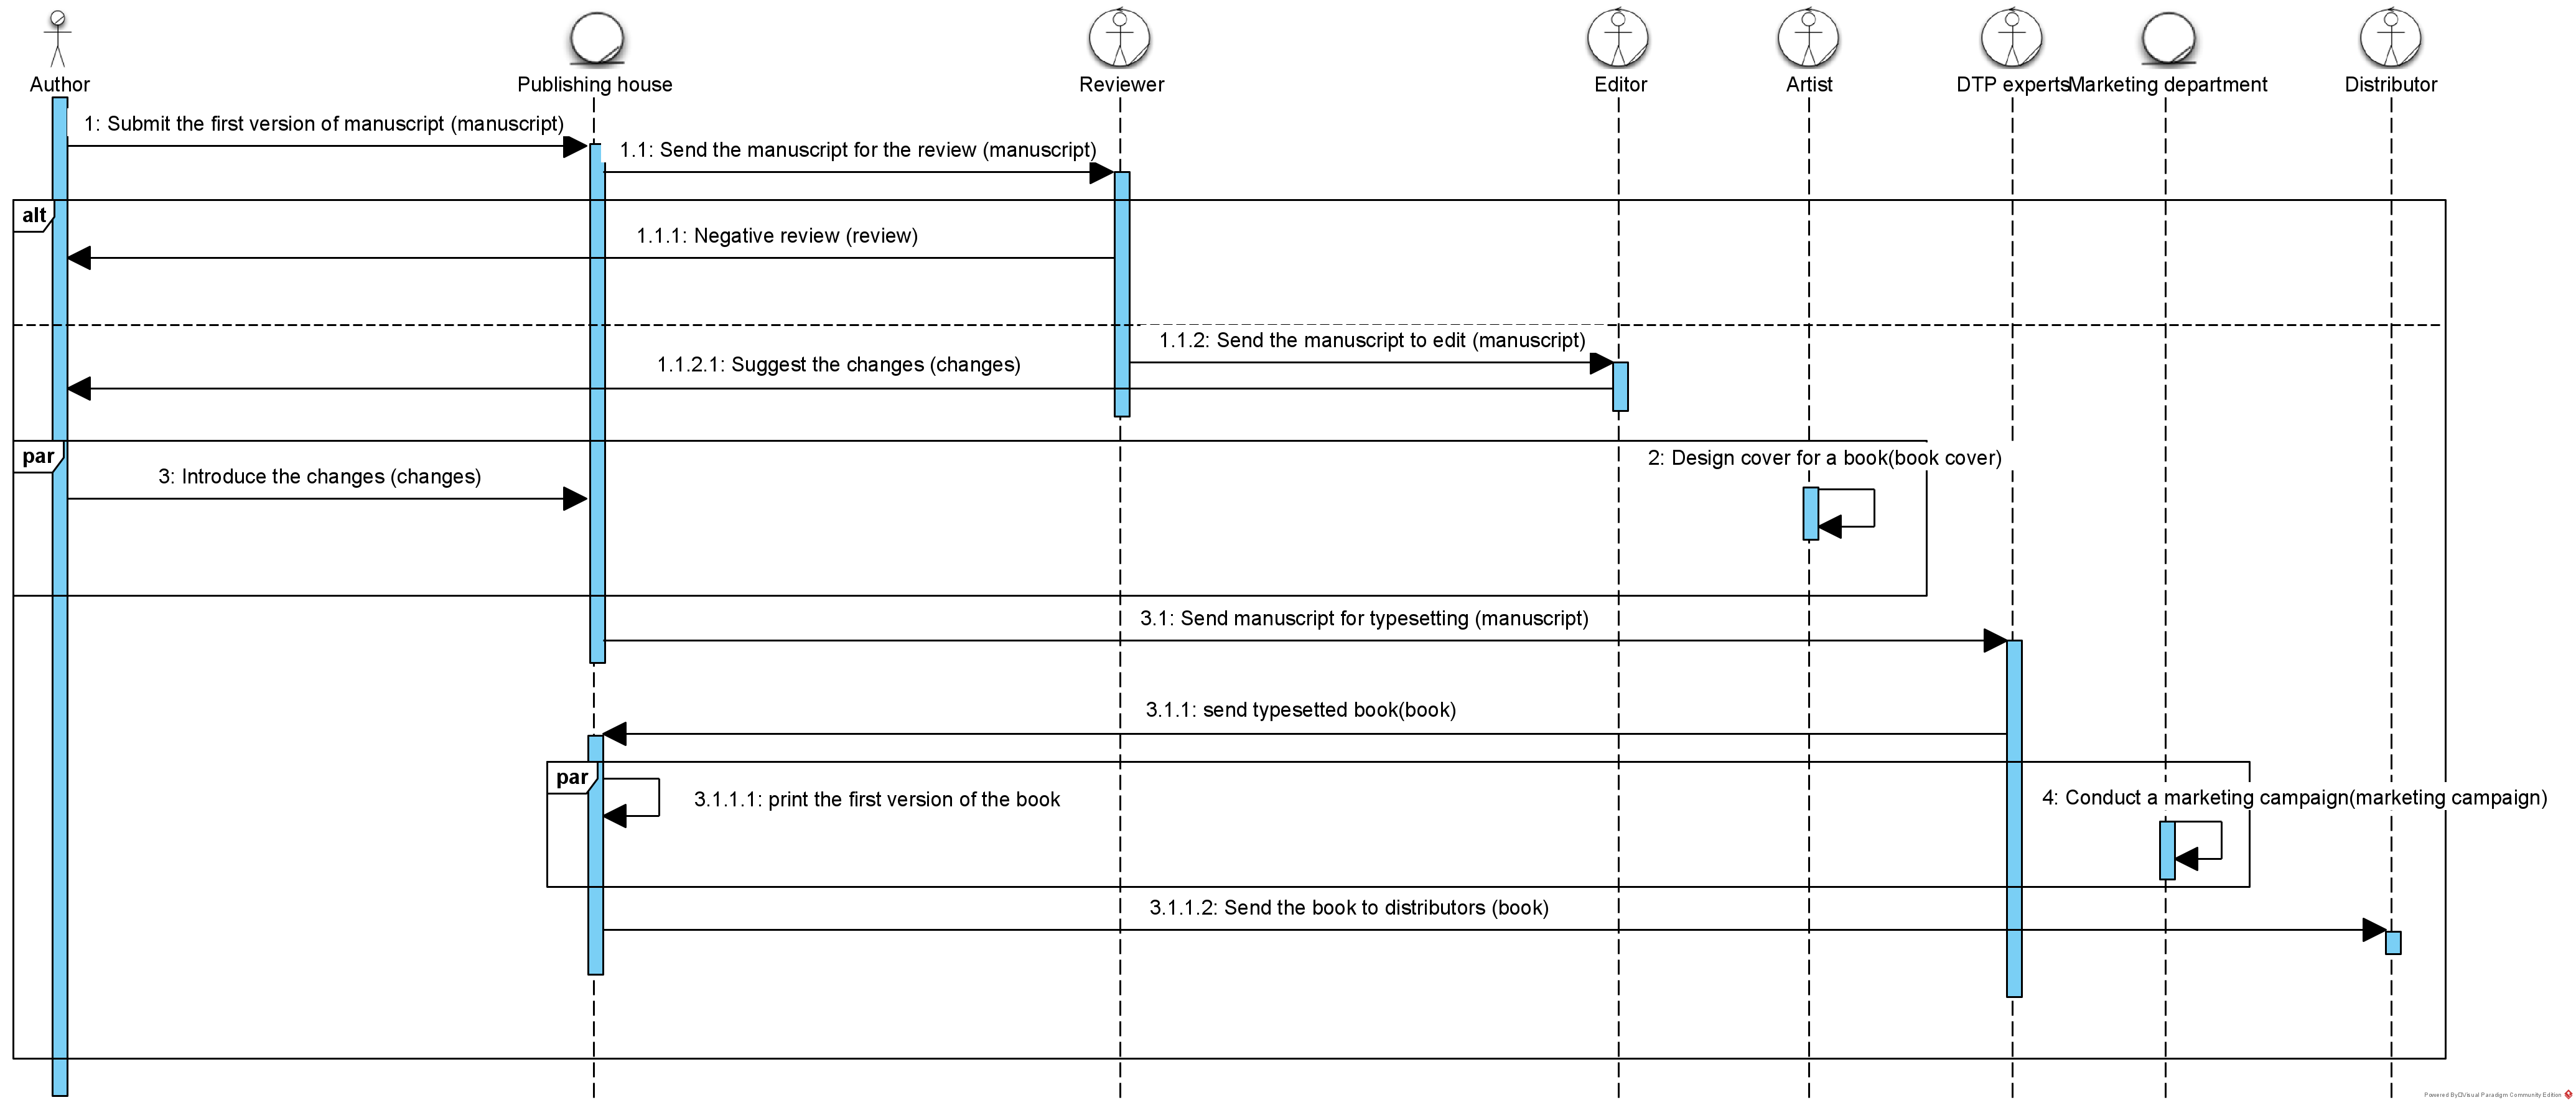 Author
Publishing house
Reviewer
Editor
Artist
DTP experts
Marketing department
Distributor
1: Submit the first version of manuscript (manuscript)
1.1: Send the manuscript for the review (manuscript)
alt
1.1.1: Negative review (review)
1.1.2: Send the manuscript to edit (manuscript)
1.1.2.1: Suggest the changes (changes)
par
2: Design cover for a book(book cover)
3: Introduce the changes (changes)
3.1: Send manuscript for typesetting (manuscript)
3.1.1: send typesetted book(book)
par
3.1.1.1: print the first version of the book
4: Conduct a marketing campaign(marketing campaign)
3.1.1.2: Send the book to distributors (book)
Powered By Visual Paradigm Community Edition